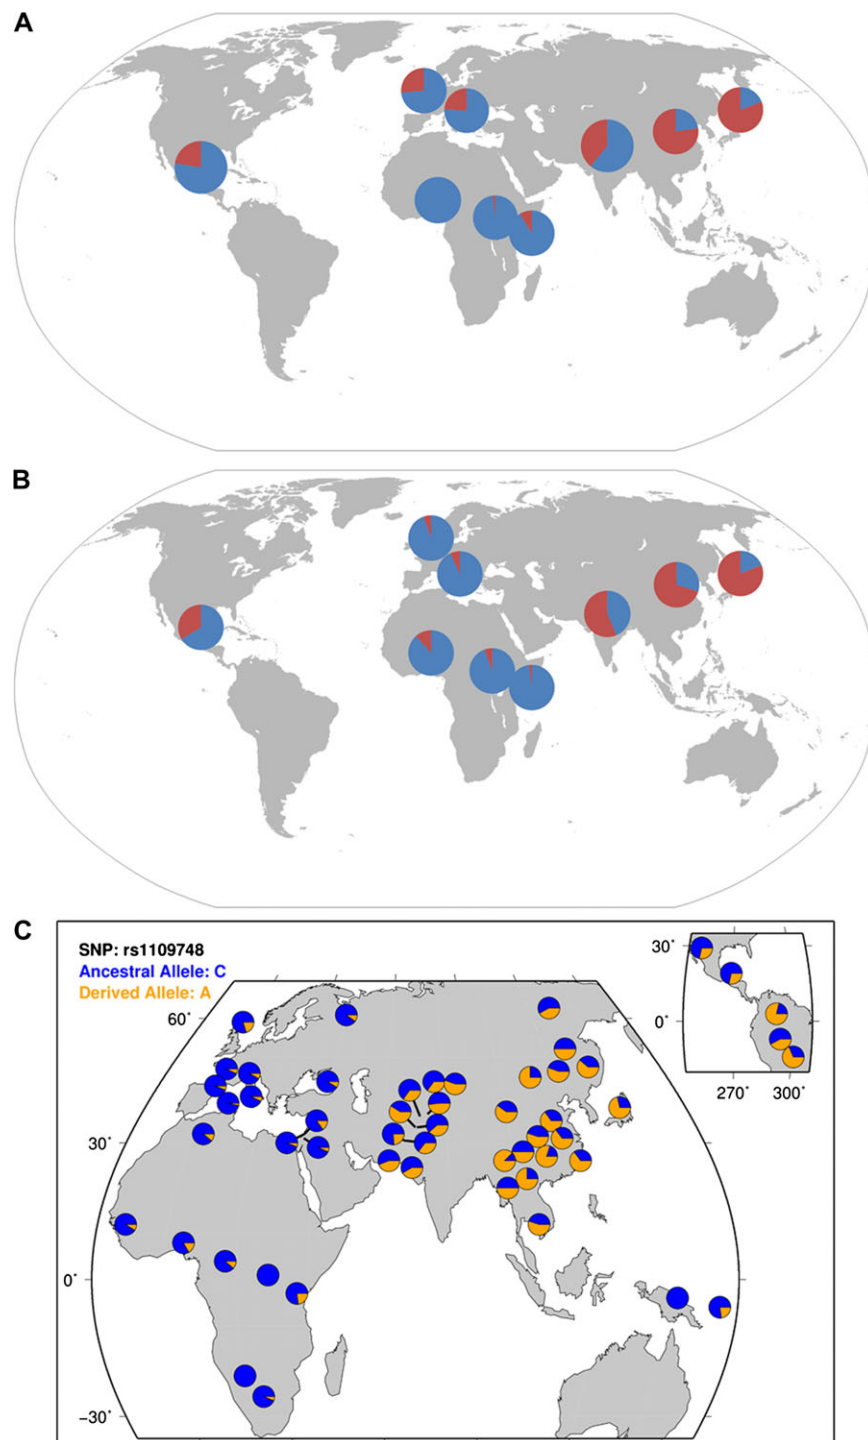 A
B
C
SNP: rs1109748
Ancestral Allele: C
Derived Allele: A
30˚
0˚
270˚ 300˚
60˚
30˚
0˚
−30˚